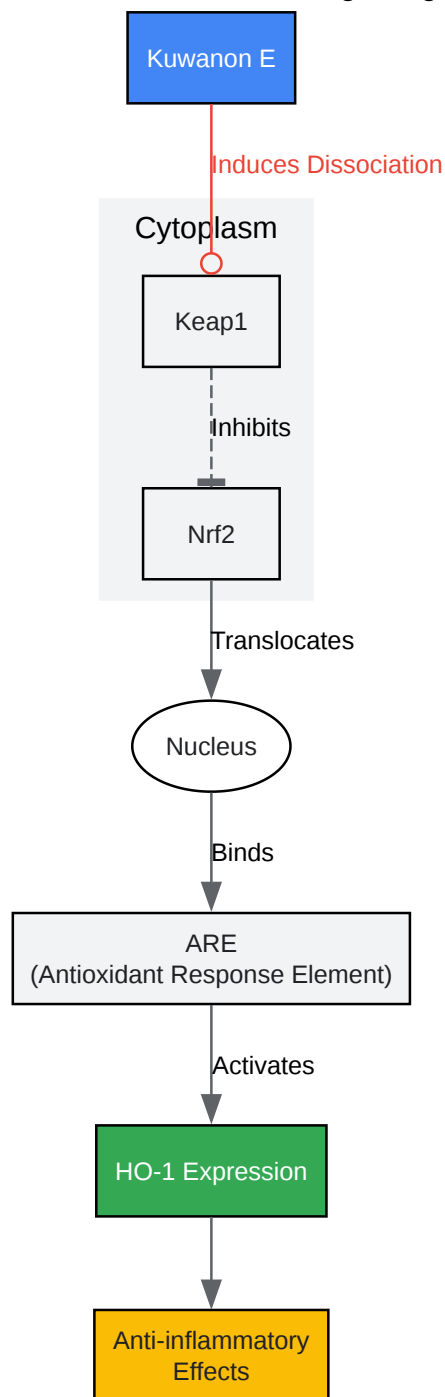 Kuwanon E
Induces Dissociation
Cytoplasm
Keap1
Inhibits
Nrf2
Translocates
Nucleus
Binds
ARE
(Antioxidant Response Element)
Activates
HO-1 Expression
Anti-inflammatory
Effects